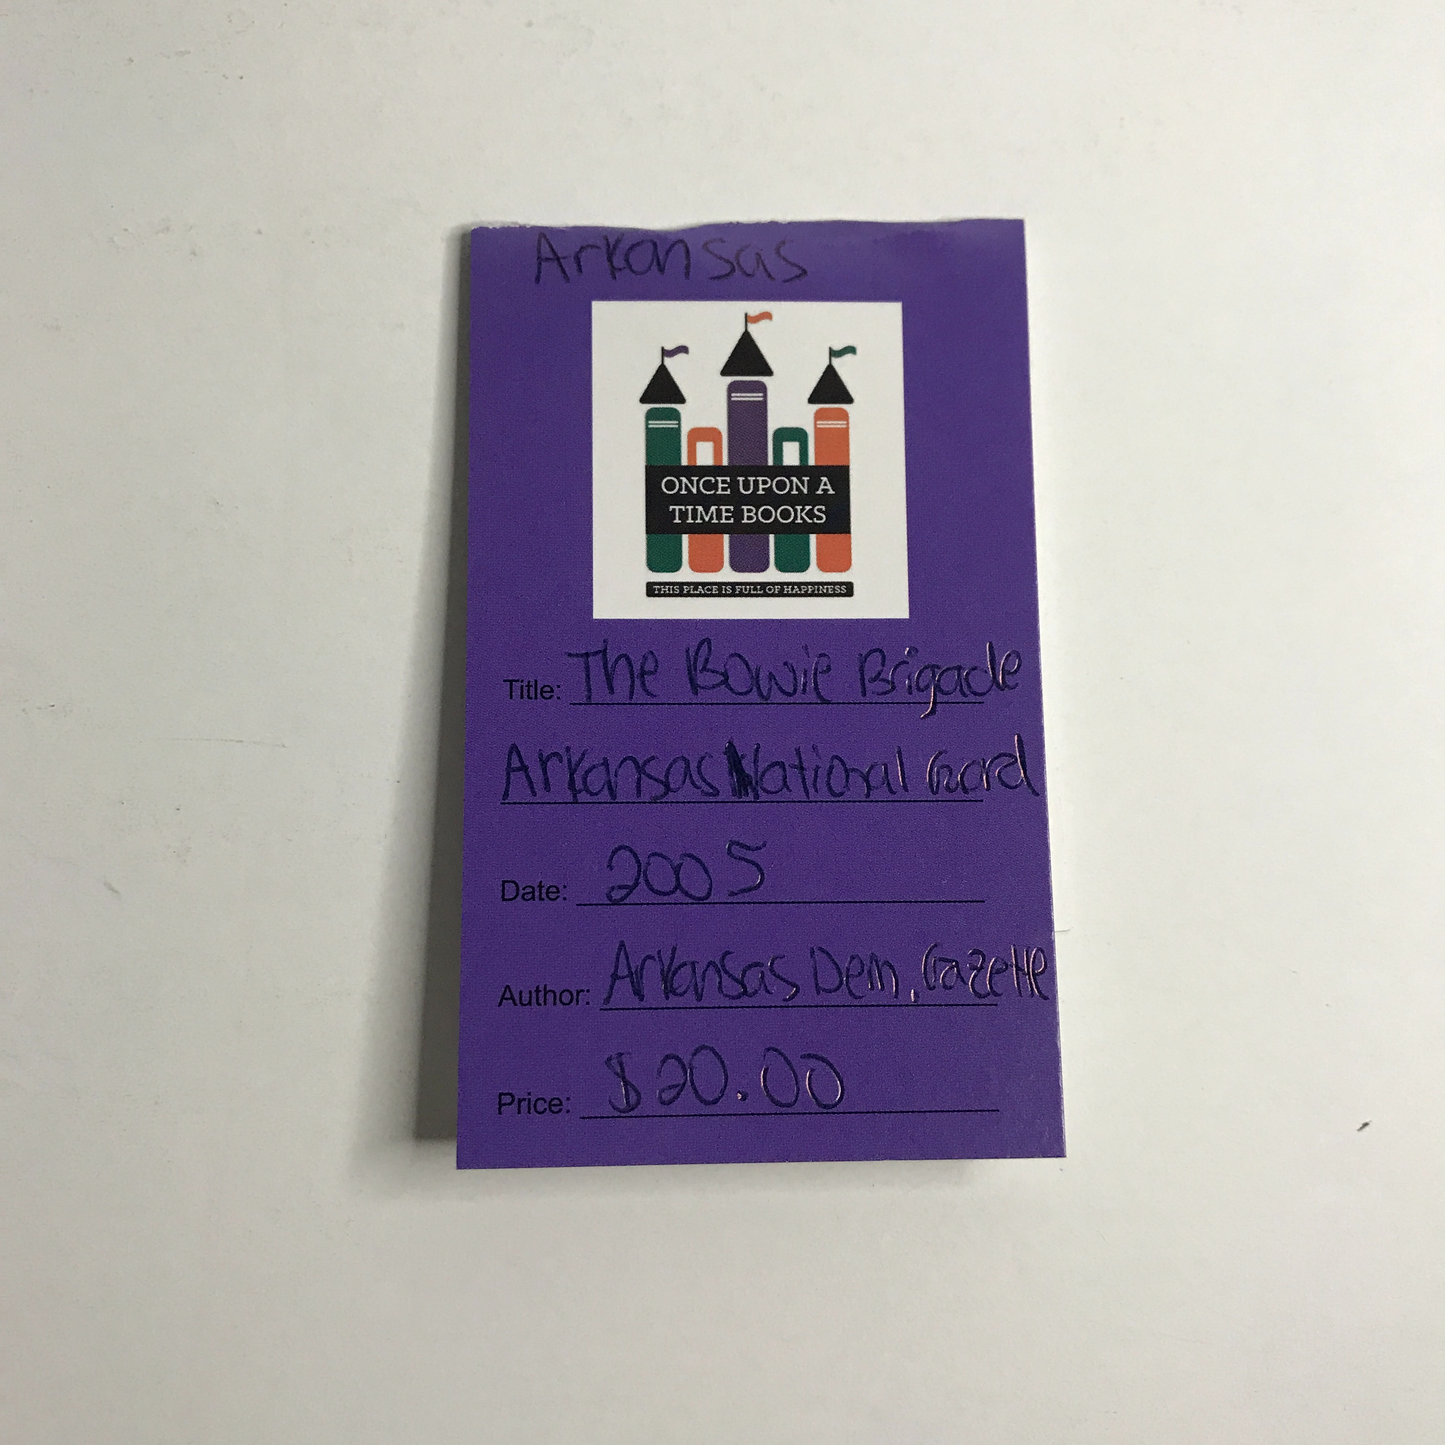 Arkansas
ONCE UPON A
TIME BOOKS
THIS PLACE IS FULL OF HAPPINESS
Title: The Bowie Brigade
Arkansas National Guard
Date: 2005
Author: Arkansas Dem. Gazette
Price: $20.00